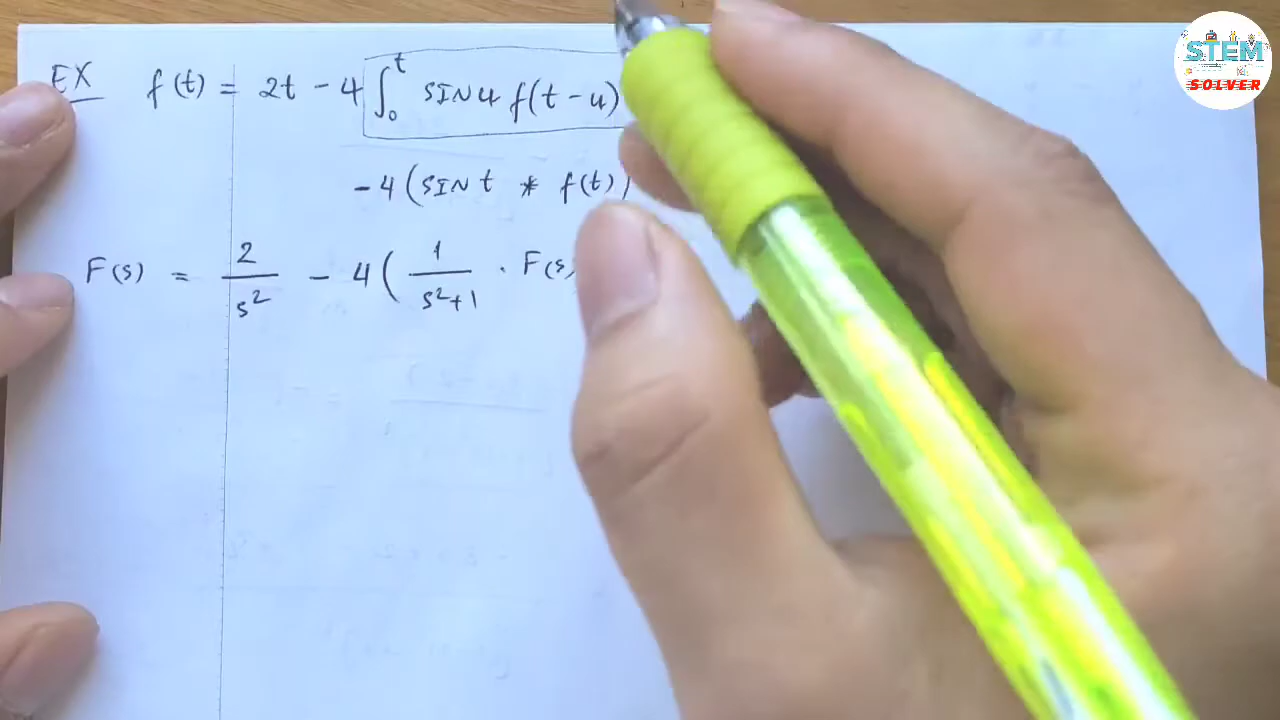 EX f(t) = 2t - 4 ∫₀ᵗ SIN u f(t-u)
-4 (SIN t * f(t))
F(s) = 2/s² - 4 ( 1/(s²+1) · F(s)
STEM
SOLVER